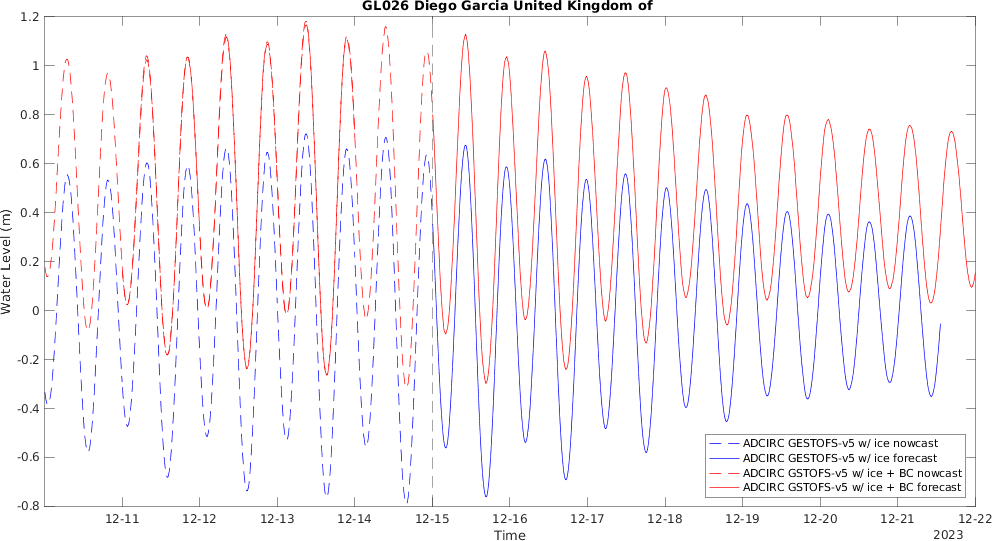 GL026 Diego Garcia United Kingdom of
1.2
1
0.8
0.6
0.4
0.2
0
-0.2
-0.4
-0.6
-0.8
Water Level (m)
ADCIRC GESTOFS-v5 w/ ice nowcast
ADCIRC GESTOFS-v5 w/ ice forecast
ADCIRC GSTOFS-v5 w/ ice + BC nowcast
ADCIRC GSTOFS-v5 w/ ice + BC forecast
12-11 12-12 12-13 12-14 12-15 12-16 12-17 12-18 12-19 12-20 12-21 12-22
Time
2023